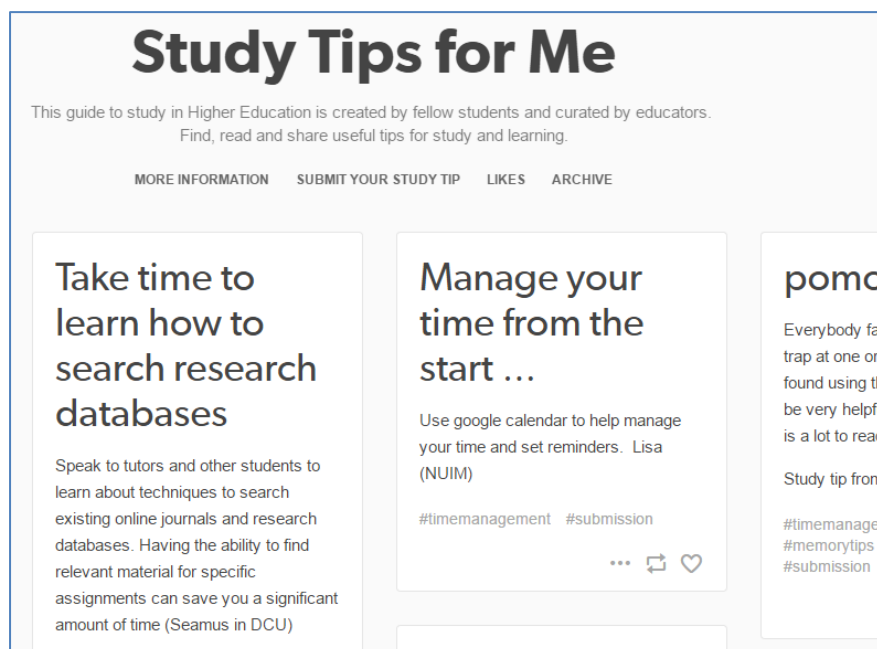 Study Tips for Me
This guide to study in Higher Education is created by fellow students and curated by educators.
Find, read and share useful tips for study and learning.
MORE INFORMATION SUBMIT YOUR STUDY TIP LIKES ARCHIVE
Take time to
learn how to
search research
databases
Speak to tutors and other students to
learn about techniques to search
existing online journals and research
databases. Having the ability to find
relevant material for specific
assignments can save you a significant
amount of time (Seamus in DCU)
Manage your
time from the
start ...
Use google calendar to help manage
your time and set reminders. Lisa
(NUIM)
#timemanagement #submission
Everybody
trap at one
found using
be very
is a lot to
Study tip
#memorytips
#submission